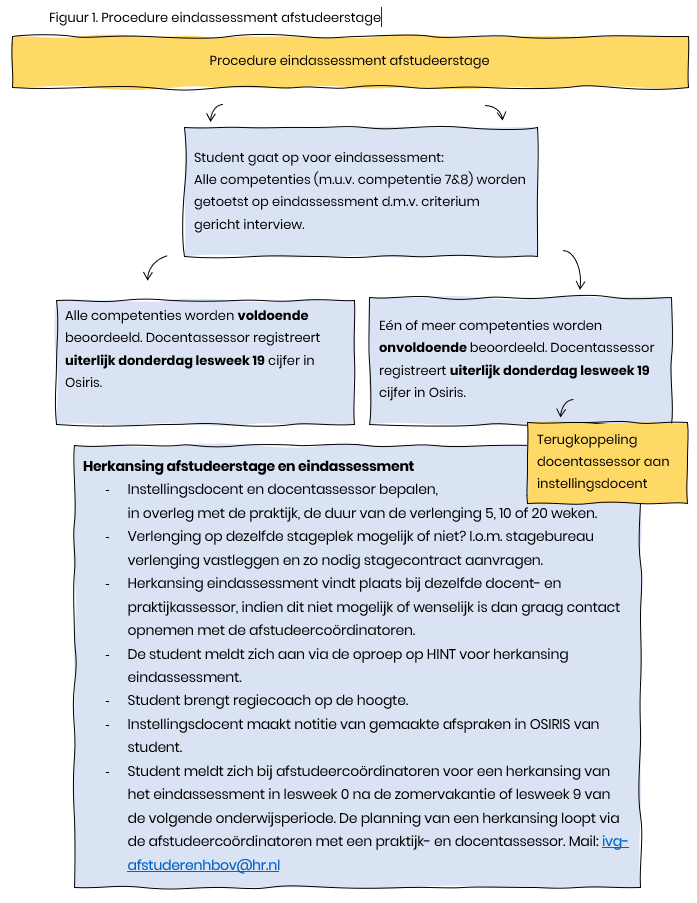 Figuur 1. Procedure eindassessment afstudeerstage
Procedure eindassessment afstudeerstage
Student gaat op voor eindassessment:
Alle competenties (m.u.v. competentie 7&8) worden
getoetst op eindassessment d.m.v. criterium
gericht interview.
Alle competenties worden voldoende
beoordeeld. Docentassessor registreert
uiterlijk donderdag lesweek 19 cijfer in
Osiris.
Eén of meer competenties worden
onvoldoende beoordeeld. Docentassessor
registreert uiterlijk donderdag lesweek 19
cijfer in Osiris.
Terugkoppeling
docentassessor aan
instellingsdocent
Herkansing afstudeerstage en eindassessment
- Instellingsdocent en docentassessor bepalen,
in overleg met de praktijk, de duur van de verlenging 5, 10 of 20 weken.
- Verlenging op dezelfde stageplek mogelijk of niet? I.o.m. stagebureau
verlenging vastleggen en zo nodig stagecontract aanvragen.
- Herkansing eindassessment vindt plaats bij dezelfde docent- en
praktijkassessor, indien dit niet mogelijk of wenselijk is dan graag contact
opnemen met de afstudeercoördinatoren.
- De student meldt zich aan via de oproep op HINT voor herkansing
eindassessment.
- Student brengt regiecoach op de hoogte.
- Instellingsdocent maakt notitie van gemaakte afspraken in OSIRIS van
student.
- Student meldt zich bij afstudeercoördinatoren voor een herkansing van
het eindassessment in lesweek 0 na de zomervakantie of lesweek 9 van
de volgende onderwijsperiode. De planning van een herkansing loopt via
de afstudeercoördinatoren met een praktijk- en docentassessor. Mail: ivg-
afstuderenhbov@hr.nl